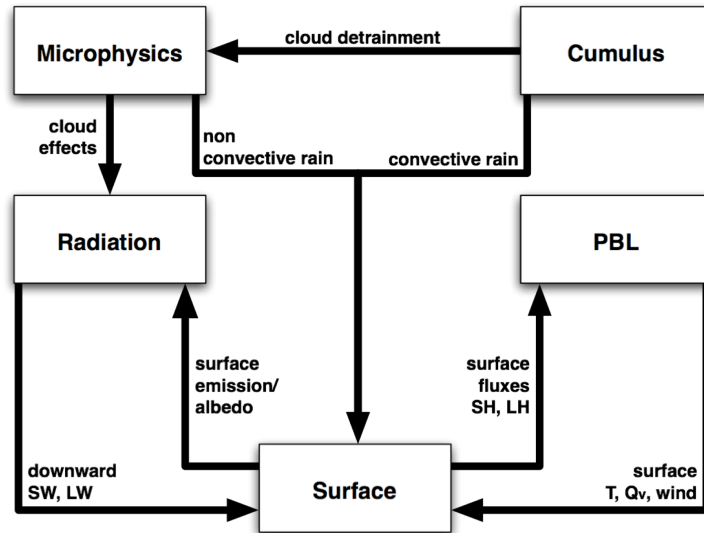 Microphysics
cloud detrainment
Cumulus
cloud
effects
non
convective rain
convective rain
Radiation
PBL
surface
emission/
albedo
surface
fluxes
SH, LH
downward
SW, LW
Surface
surface
T, Qv, wind